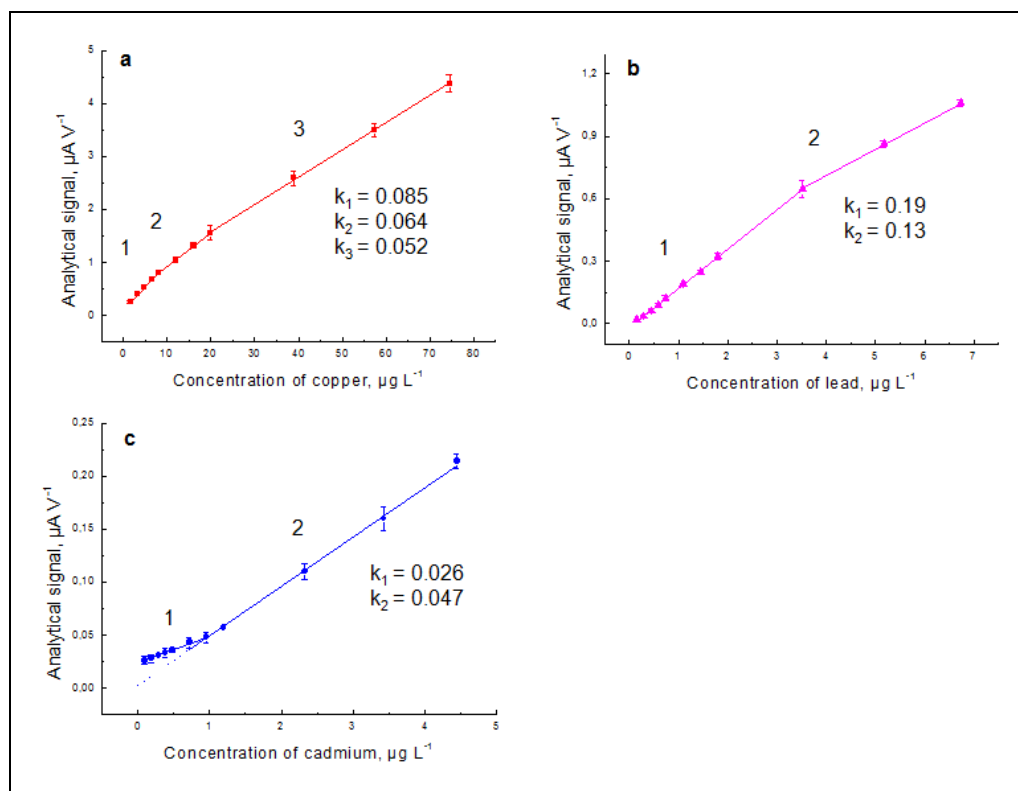 a
5
4
3
2
1
0
Analytical signal, µA V⁻¹
1
2
3
k₁ = 0.085
k₂ = 0.064
k₃ = 0.052
0 10 20 30 40 50 60 70 80
Concentration of copper, µg L⁻¹
b
1,2
0,9
0,6
0,3
0,0
Analytical signal, µA V⁻¹
1
2
k₁ = 0.19
k₂ = 0.13
0 1 2 3 4 5 6 7
Concentration of lead, µg L⁻¹
c
0,25
0,20
0,15
0,10
0,05
0,00
Analytical signal, µA V⁻¹
1
2
k₁ = 0.026
k₂ = 0.047
0 1 2 3 4 5
Concentration of cadmium, µg L⁻¹